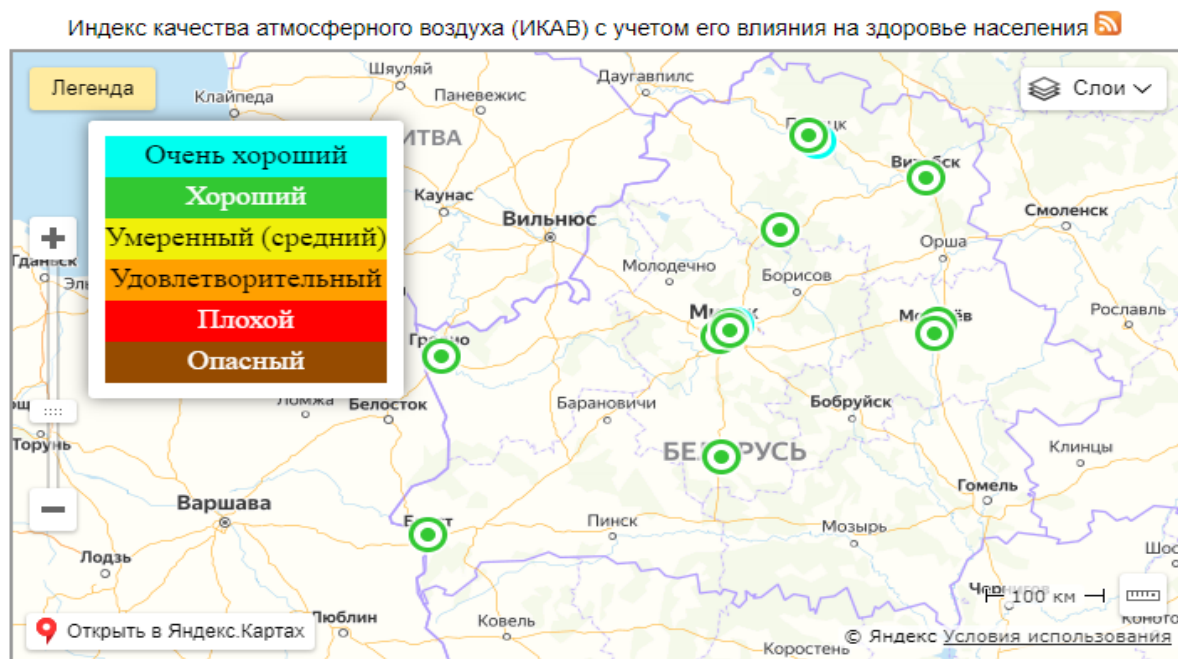 Индекс качества атмосферного воздуха (ИКАВ) с учетом его влияния на здоровье населения
Легенда
Слои
Шяуляй
Даугавпилс
Клайпеда
Паневежис
Очень хороший
Хороший
Умеренный (средний)
Удовлетворительный
Плохой
Опасный
Каунас
Вильнюс
Смоленск
Орша
Молодечно
Борисов
Рославль
Ломжа
Белосток
Барановичи
Бобруйск
Торунь
Клинцы
Варшава
Гомель
Пинск
Мозырь
Лодзь
100 км
Люблин
Ковель
Открыть в Яндекс.Картах
© Яндекс Условия использования
Коростень